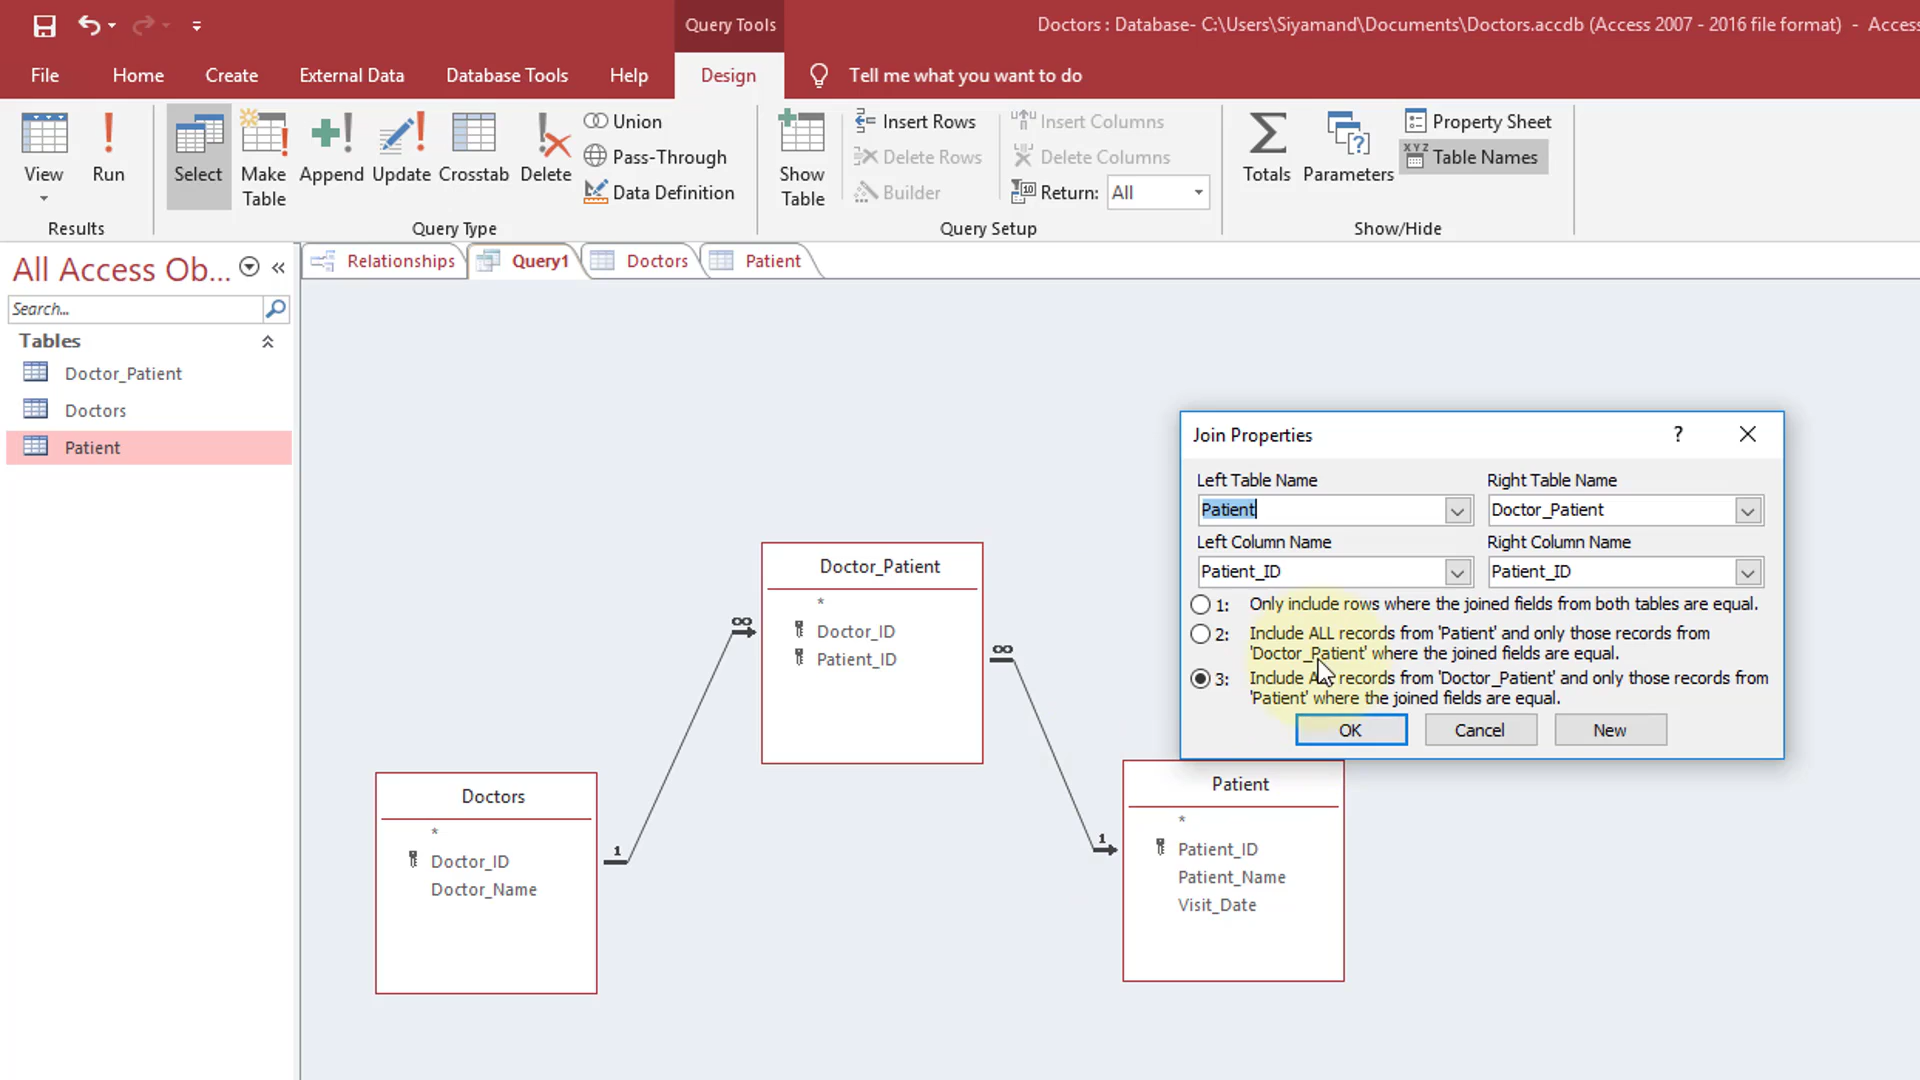 Query Tools
Doctors : Database- C:\Users\Siyamand\Documents\Doctors.accdb (Access 2007 - 2016 file format) - Access
File Home Create External Data Database Tools Help Design Tell me what you want to do
View
Run
Results
Select
Make Table
Append
Update
Crosstab
Delete
Union
Pass-Through
Data Definition
Query Type
Show Table
Insert Rows
Delete Rows
Builder
Insert Columns
Delete Columns
Return: All
Query Setup
Totals
Parameters
Property Sheet
XYZ Table Names
Show/Hide
All Access Ob... «
Search...
Tables
Doctor_Patient
Doctors
Patient
Relationships Query1 Doctors Patient
Join Properties ?
Left Table Name Right Table Name
Patient Doctor_Patient
Left Column Name Right Column Name
Patient_ID Patient_ID
1: Only include rows where the joined fields from both tables are equal.
2: Include ALL records from 'Patient' and only those records from
'Doctor_Patient' where the joined fields are equal.
3: Include records from 'Doctor_Patient' and only those records from
'Patient' where the joined fields are equal.
OK Cancel New
Doctor_Patient
*
Doctor_ID
Patient_ID
∞
∞
Doctors
*
Doctor_ID
Doctor_Name
1
1
Patient
*
Patient_ID
Patient_Name
Visit_Date